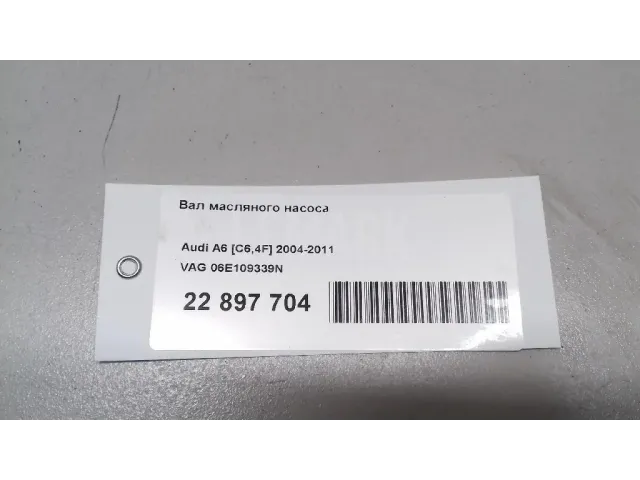 Вал масляного насоса
Audi A6 [C6,4F] 2004-2011
VAG 06E109339N
22 897 704